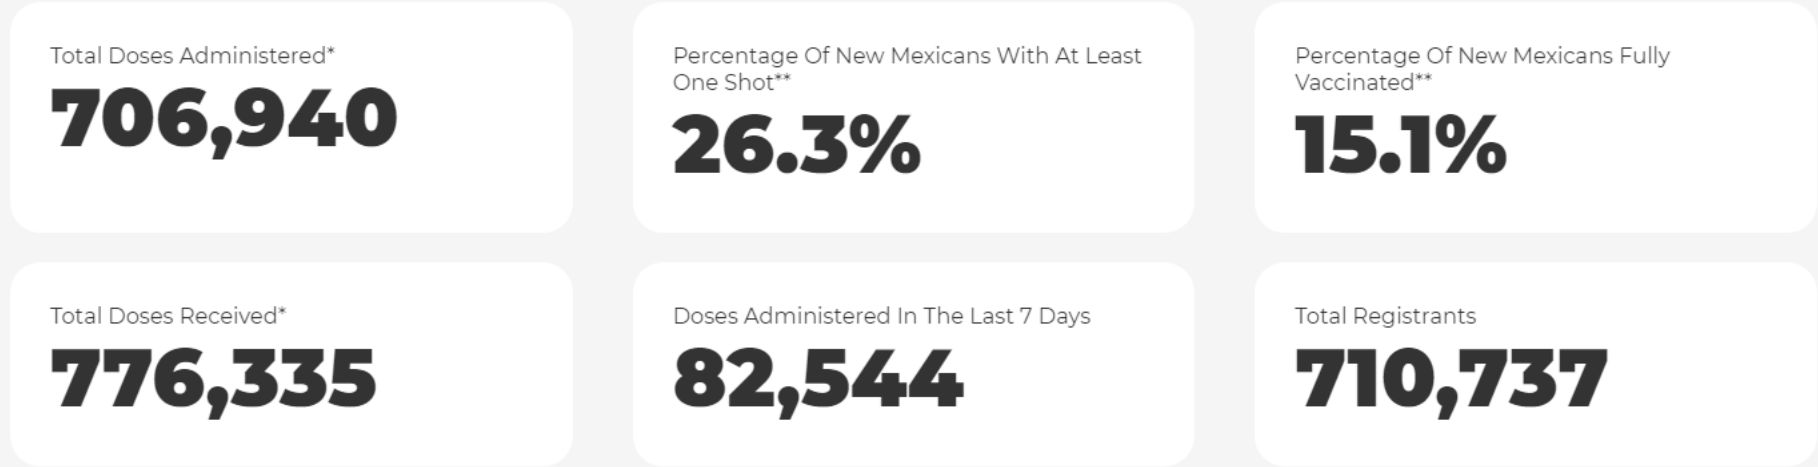 Total Doses Administered*
706,940
Percentage Of New Mexicans With At Least
One Shot**
26.3%
Percentage Of New Mexicans Fully
Vaccinated**
15.1%
Total Doses Received*
776,335
Doses Administered In The Last 7 Days
82,544
Total Registrants
710,737